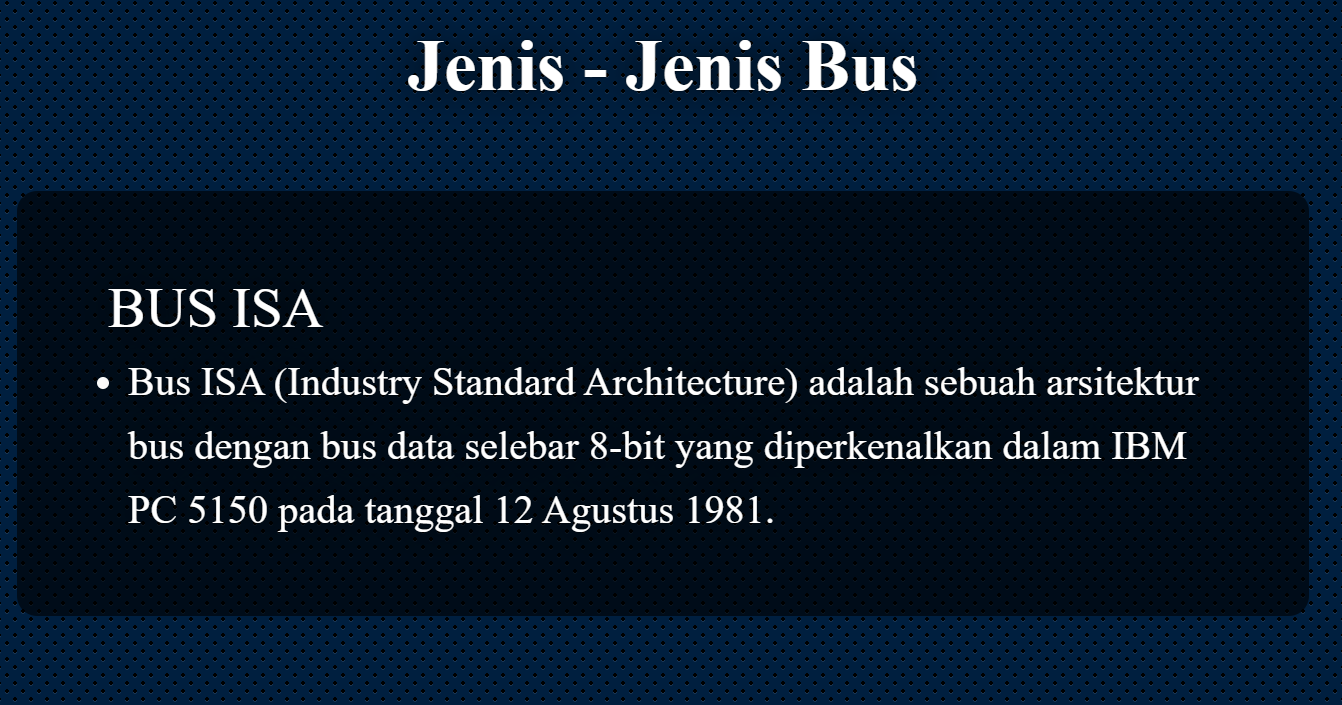 Jenis - Jenis Bus
BUS ISA
• Bus ISA (Industry Standard Architecture) adalah sebuah arsitektur
bus dengan bus data selebar 8-bit yang diperkenalkan dalam IBM
PC 5150 pada tanggal 12 Agustus 1981.